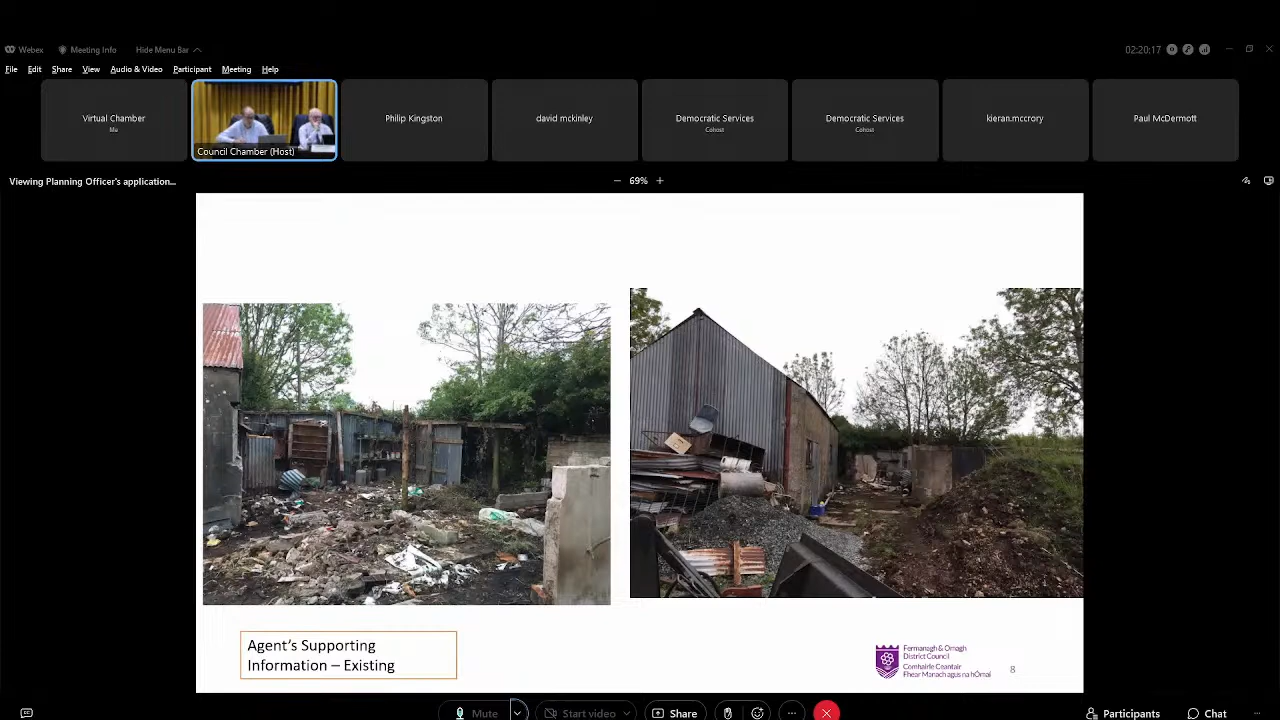 Webex
Meeting Info
Hide Menu Bar
02:20:17
File Edit Share View Audio & Video Participant Meeting Help
Virtual Chamber
Me
Council Chamber (Host)
Philip Kingston
david mckinley
Democratic Services
Cohost
Democratic Services
Cohost
kieran.mccrory
Paul McDermott
Viewing Planning Officer's application...
69%
Agent's Supporting
Information – Existing
Fermanagh & Omagh
District Council
Comhairle Ceantair
Fhear Manach agus na hÓmaí
8
Mute
Start video
Share
Participants
Chat